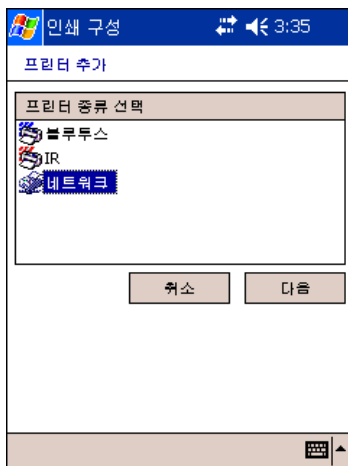 인쇄 구성 3:35
프린터 추가
프린터 종류 선택
블루투스
IR
네트워크
취소 다음